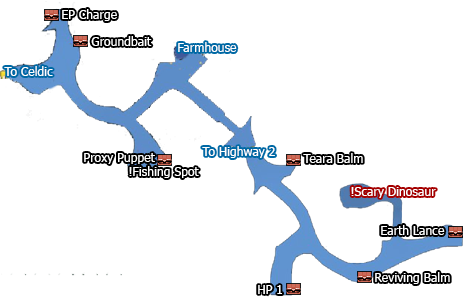 EP Charge
Groundbait
Farmhouse
To Celdic
Proxy Puppet
!Fishing Spot
To Highway 2
Teara Balm
!Scary Dinosaur
Earth Lance
Reviving Balm
HP 1